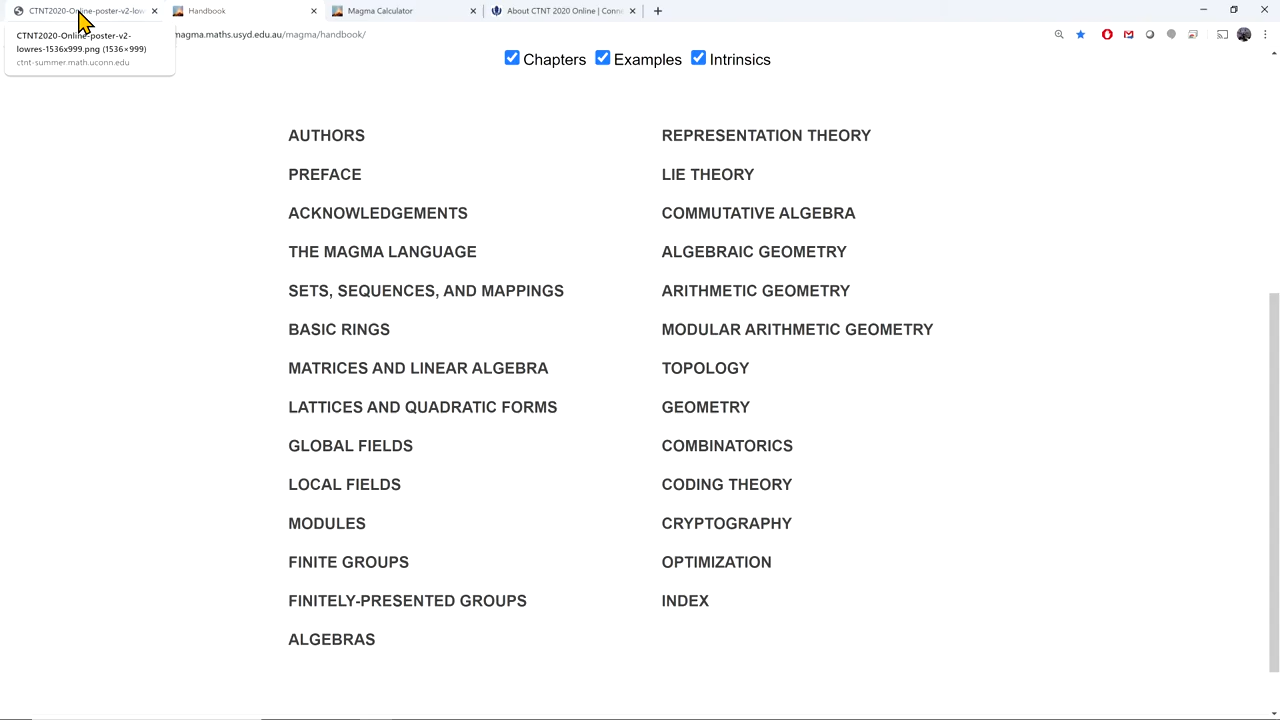 CTNT2020-Online-poster-v2-low
Handbook
Magma Calculator
About CTNT 2020 Online | Conn
CTNT2020-Online-poster-v2-
lowres-1536x999.png (1536×999)
ctnt-summer.math.uconn.edu
magma.maths.usyd.edu.au/magma/handbook/
Chapters Examples Intrinsics
AUTHORS
PREFACE
ACKNOWLEDGEMENTS
THE MAGMA LANGUAGE
SETS, SEQUENCES, AND MAPPINGS
BASIC RINGS
MATRICES AND LINEAR ALGEBRA
LATTICES AND QUADRATIC FORMS
GLOBAL FIELDS
LOCAL FIELDS
MODULES
FINITE GROUPS
FINITELY-PRESENTED GROUPS
ALGEBRAS
REPRESENTATION THEORY
LIE THEORY
COMMUTATIVE ALGEBRA
ALGEBRAIC GEOMETRY
ARITHMETIC GEOMETRY
MODULAR ARITHMETIC GEOMETRY
TOPOLOGY
GEOMETRY
COMBINATORICS
CODING THEORY
CRYPTOGRAPHY
OPTIMIZATION
INDEX